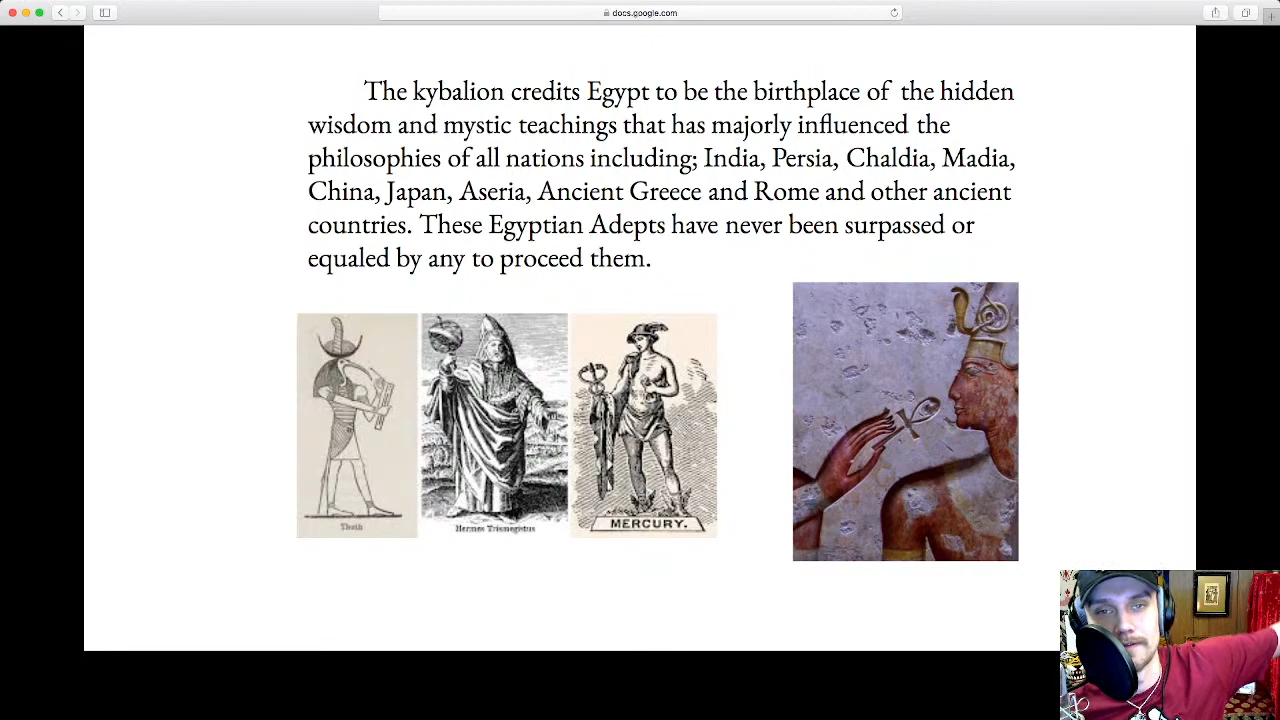 docs.google.com
The kybalion credits Egypt to be the birthplace of the hidden
wisdom and mystic teachings that has majorly influenced the
philosophies of all nations including; India, Persia, Chaldia, Madia,
China, Japan, Aseria, Ancient Greece and Rome and other ancient
countries. These Egyptian Adepts have never been surpassed or
equaled by any to proceed them.
Thoth
Hermes Trismegistus
MERCURY.